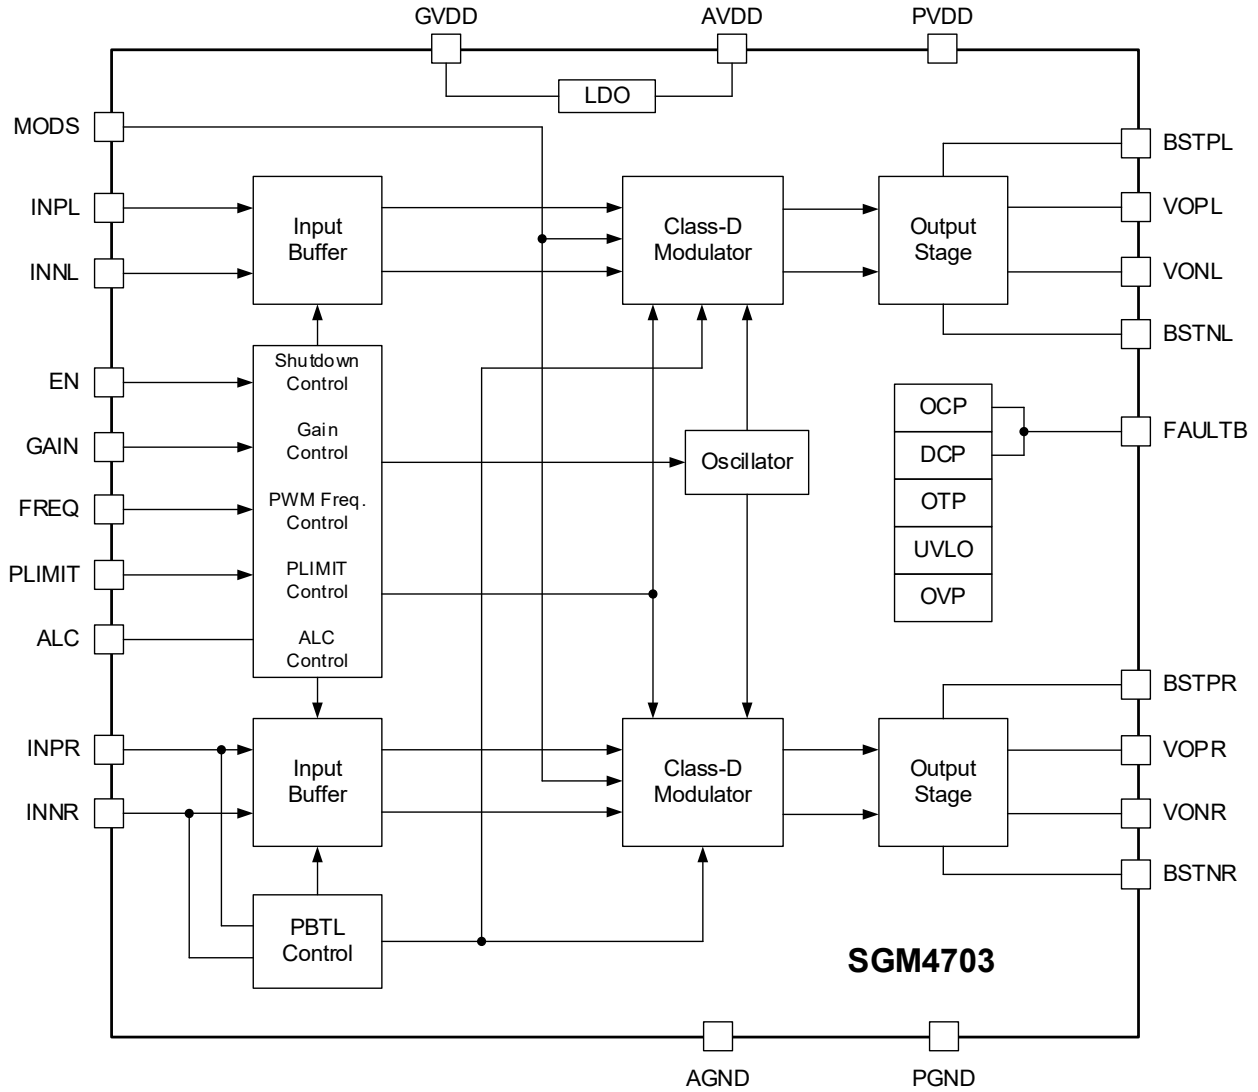 GVDD
AVDD
PVDD
LDO
MODS
BSTPL
INPL
Input
Buffer
Class-D
Modulator
Output
Stage
VOPL
INNL
VONL
BSTNL
EN
Shutdown
Control
GAIN
Gain
Control
FREQ
PWM Freq.
Control
PLIMIT
PLIMIT
Control
ALC
ALC
Control
Oscillator
OCP
DCP
OTP
UVLO
OVP
FAULTB
BSTPR
INPR
Input
Buffer
Class-D
Modulator
Output
Stage
VOPR
INNR
VONR
BSTNR
PBTL
Control
SGM4703
AGND
PGND